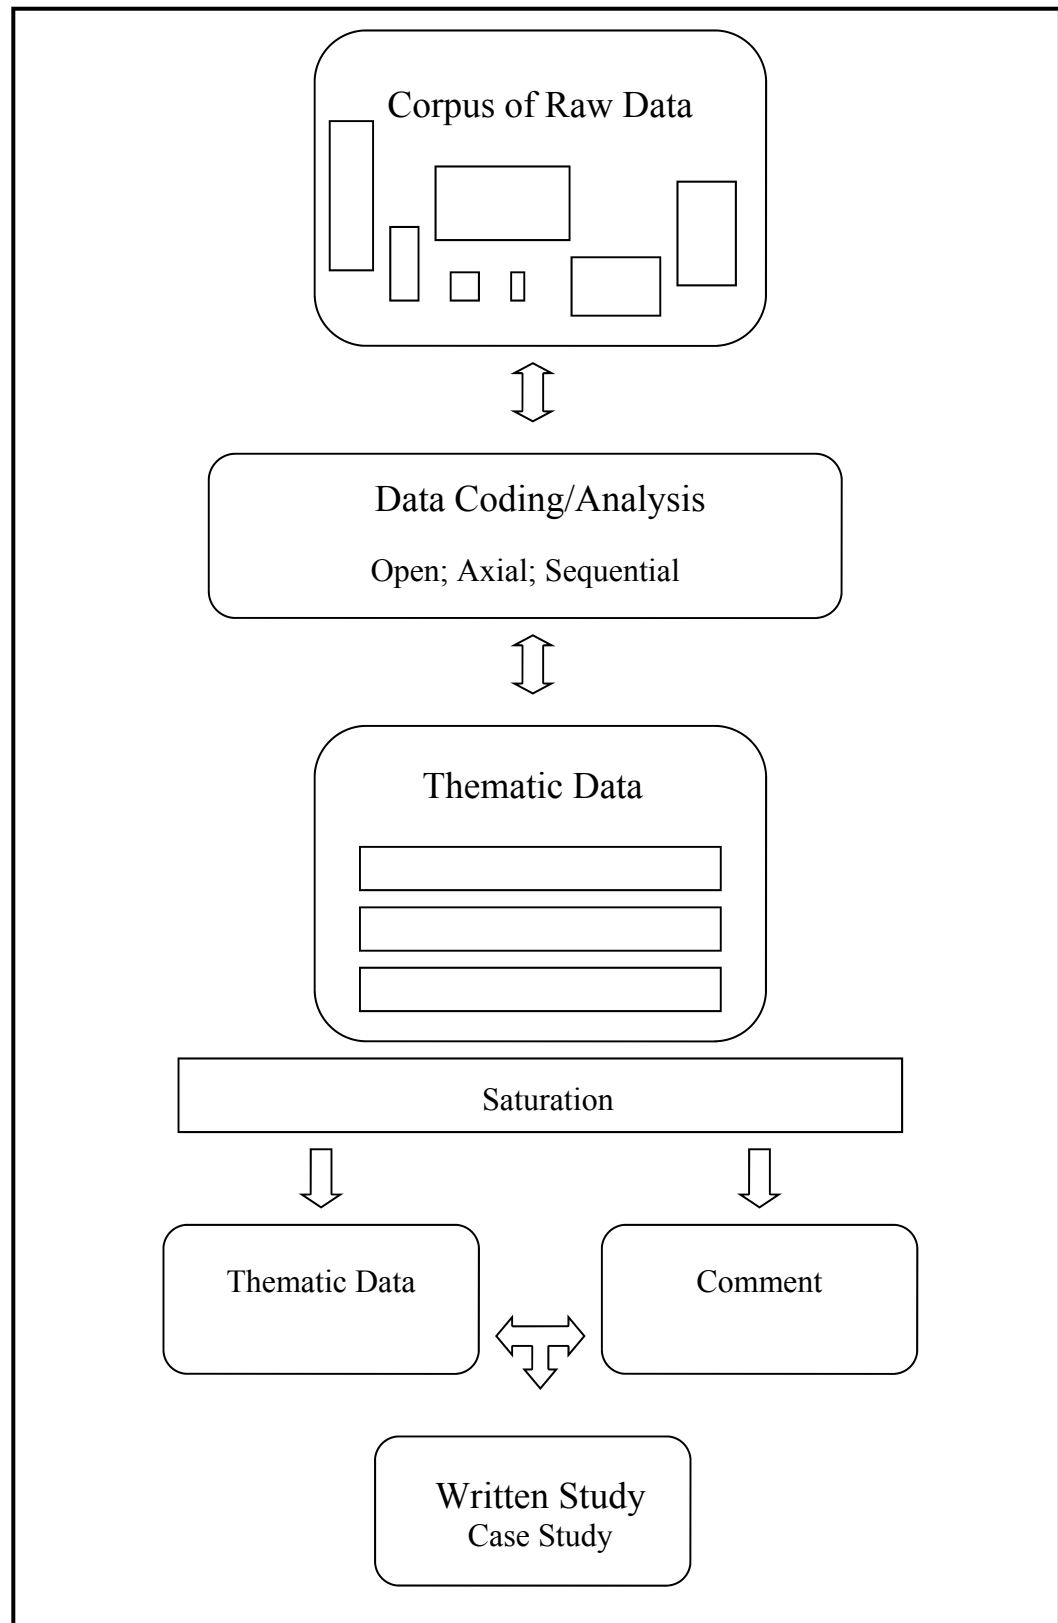 Corpus of Raw Data
Data Coding/Analysis
Open; Axial; Sequential
Thematic Data
Saturation
Thematic Data
Comment
Written Study
Case Study